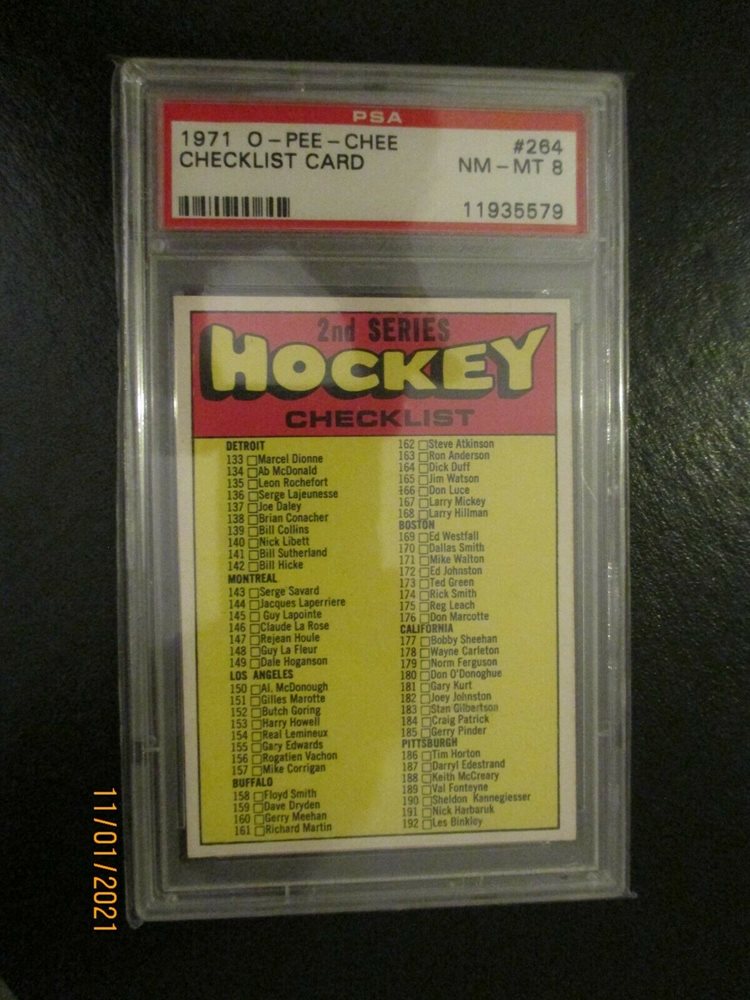 PSA
1971 O-PEE-CHEE #264
CHECKLIST CARD NM-MT 8
11935579
2nd SERIES
HOCKEY
CHECKLIST
DETROIT
133 Marcel Dionne
134 Ab McDonald
135 Leon Rochefort
136 Serge Lajeunesse
137 Joe Daley
138 Brian Conacher
139 Bill Collins
140 Nick Libett
141 Bill Sutherland
142 Bill Hicke
MONTREAL
143 Serge Savard
144 Jacques Laperriere
145 Guy Lapointe
146 Claude La Rose
147 Rejean Houle
148 Guy La Fleur
149 Dale Hoganson
LOS ANGELES
150 Al. McDonough
151 Gilles Marotte
152 Butch Goring
153 Harry Howell
154 Real Lemineux
155 Gary Edwards
156 Rogatien Vachon
157 Mike Corrigan
BUFFALO
158 Floyd Smith
159 Dave Dryden
160 Gerry Meehan
161 Richard Martin
162 Steve Atkinson
163 Ron Anderson
164 Dick Duff
165 Jim Watson
166 Don Luce
167 Larry Mickey
168 Larry Hillman
BOSTON
169 Ed Westfall
170 Dallas Smith
171 Mike Walton
172 Ed Johnston
173 Ted Green
174 Rick Smith
175 Reg Leach
176 Don Marcotte
CALIFORNIA
177 Bobby Sheehan
178 Wayne Carleton
179 Norm Ferguson
180 Don O'Donoghue
181 Gary Kurt
182 Joey Johnston
183 Stan Gilbertson
184 Craig Patrick
185 Gerry Pinder
PITTSBURGH
186 Tim Horton
187 Darryl Edestrand
188 Keith McCreary
189 Val Fonteyne
190 Sheldon Kannegiesser
191 Nick Harbaruk
192 Les Binkley
11/01/2021